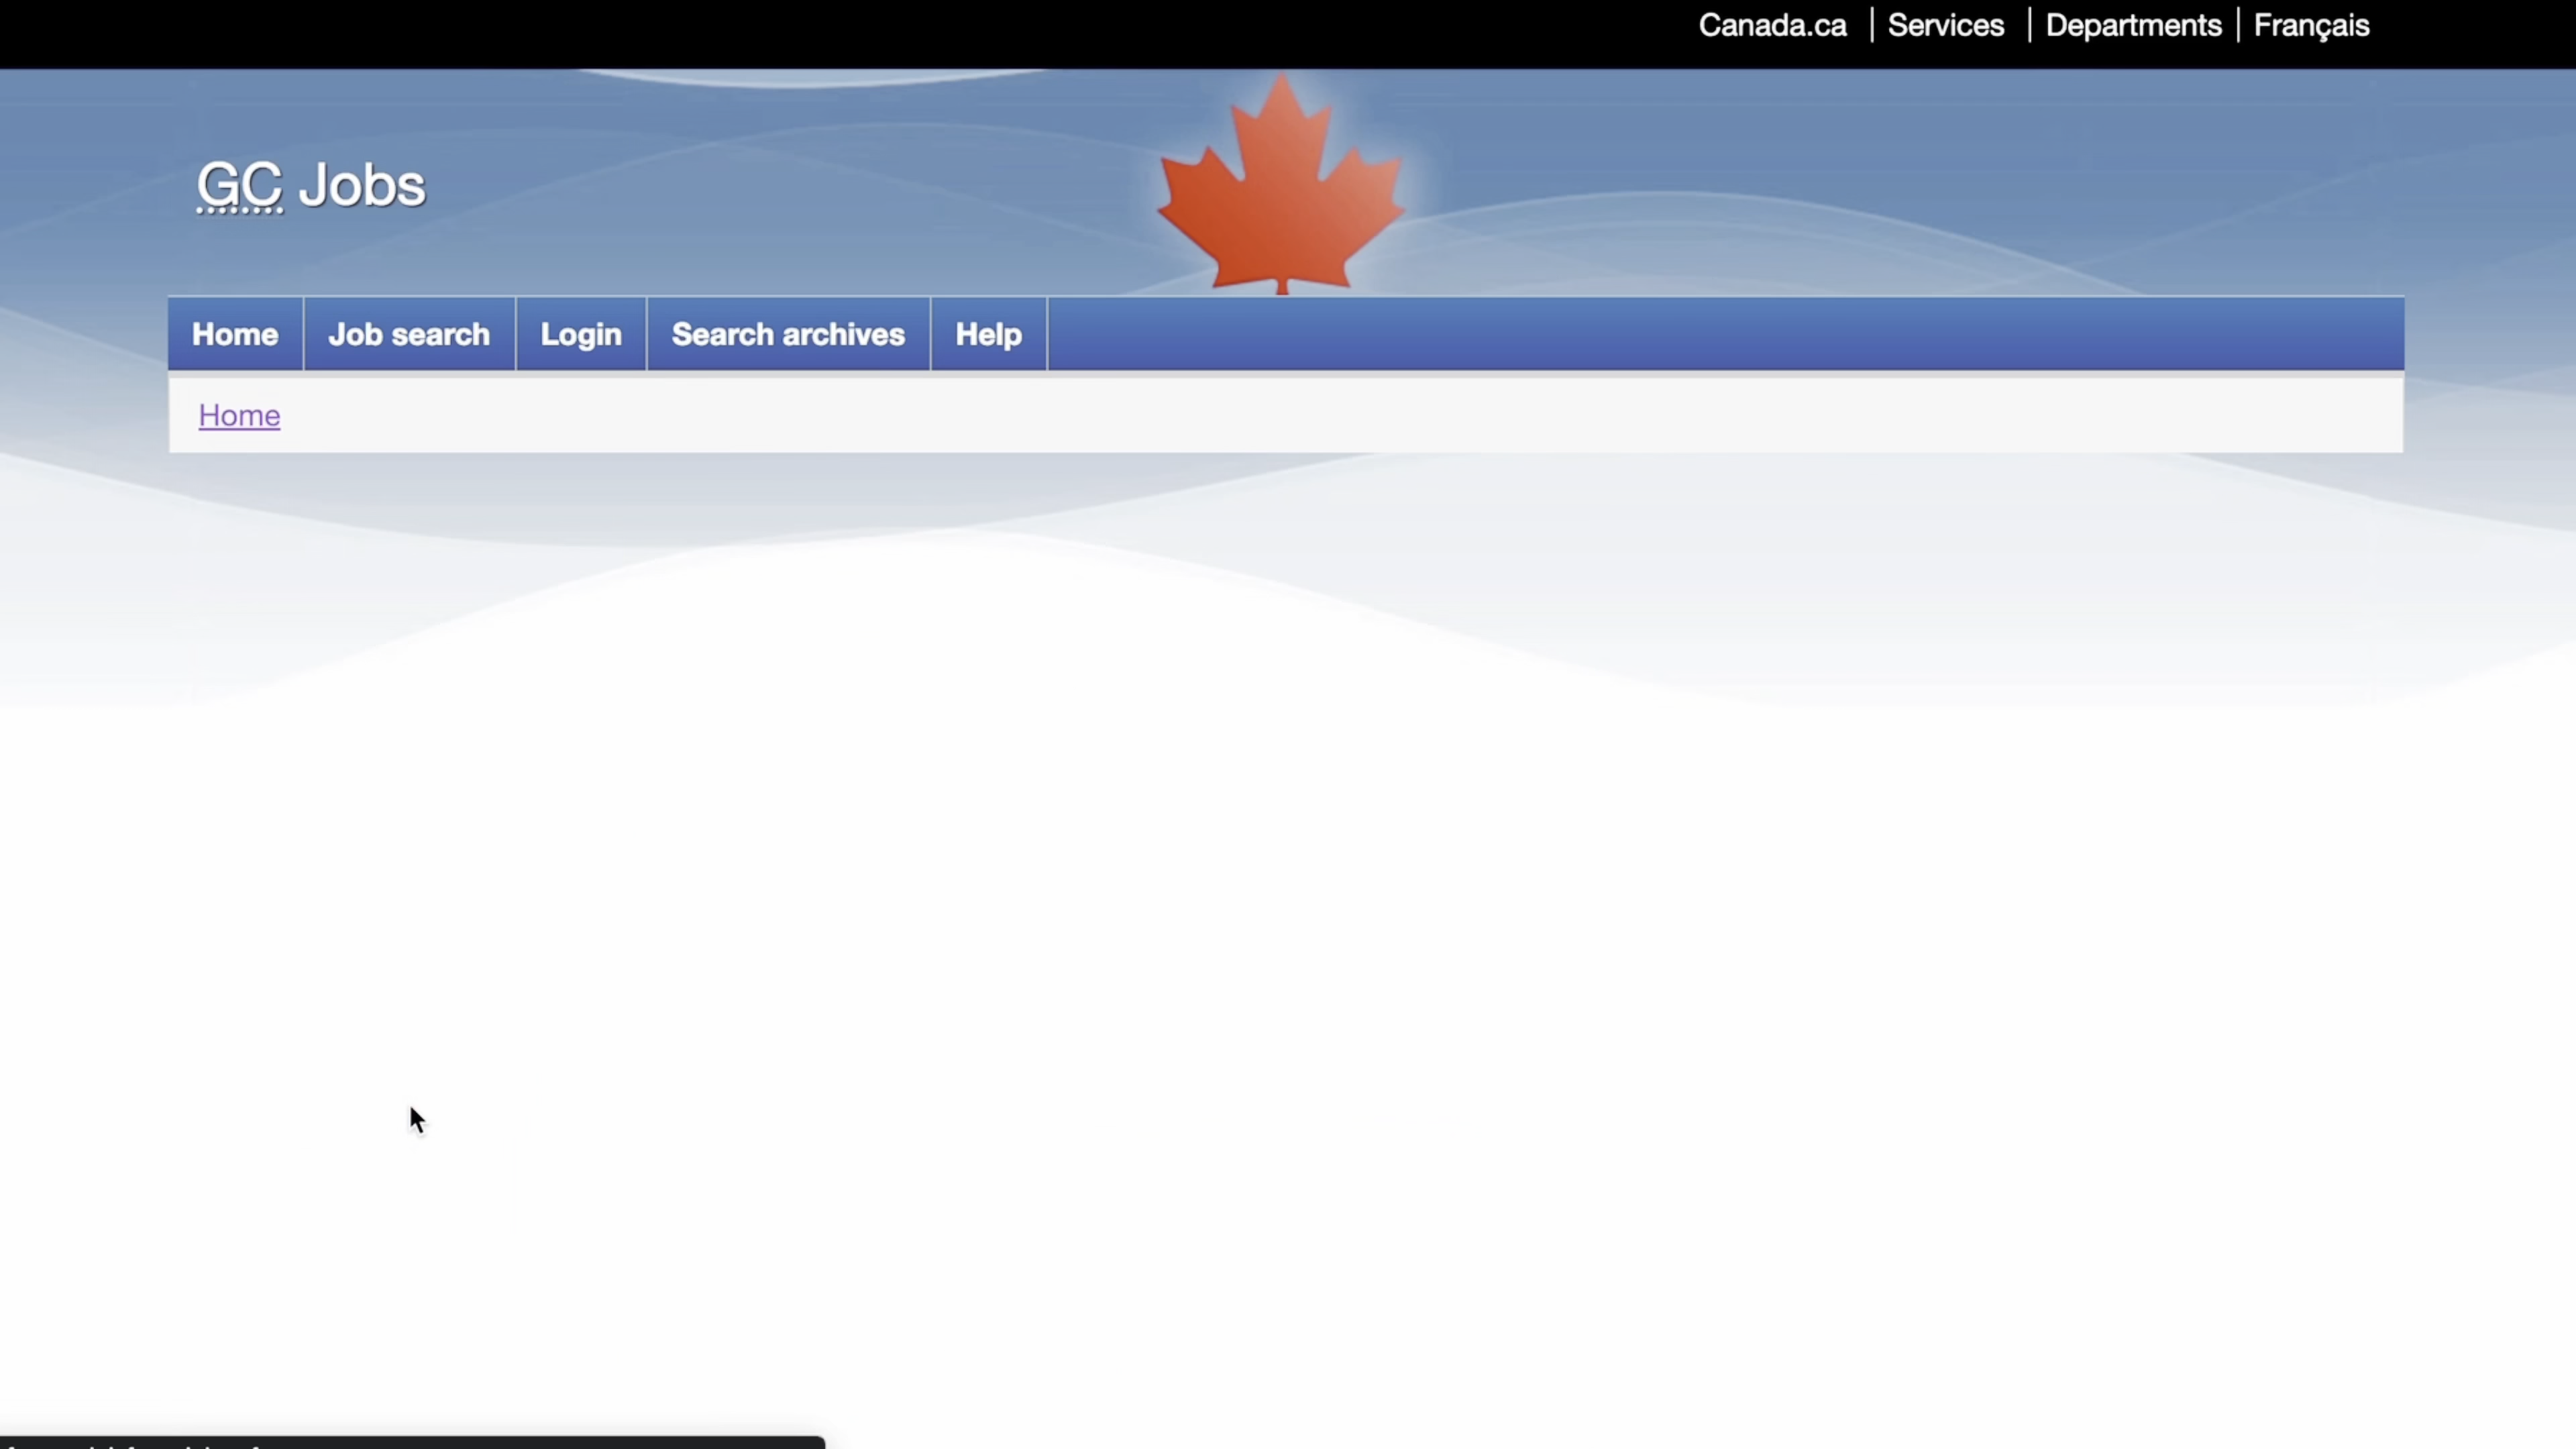 Canada.ca Services Departments Français
GC Jobs
Home Job search Login Search archives Help
Home